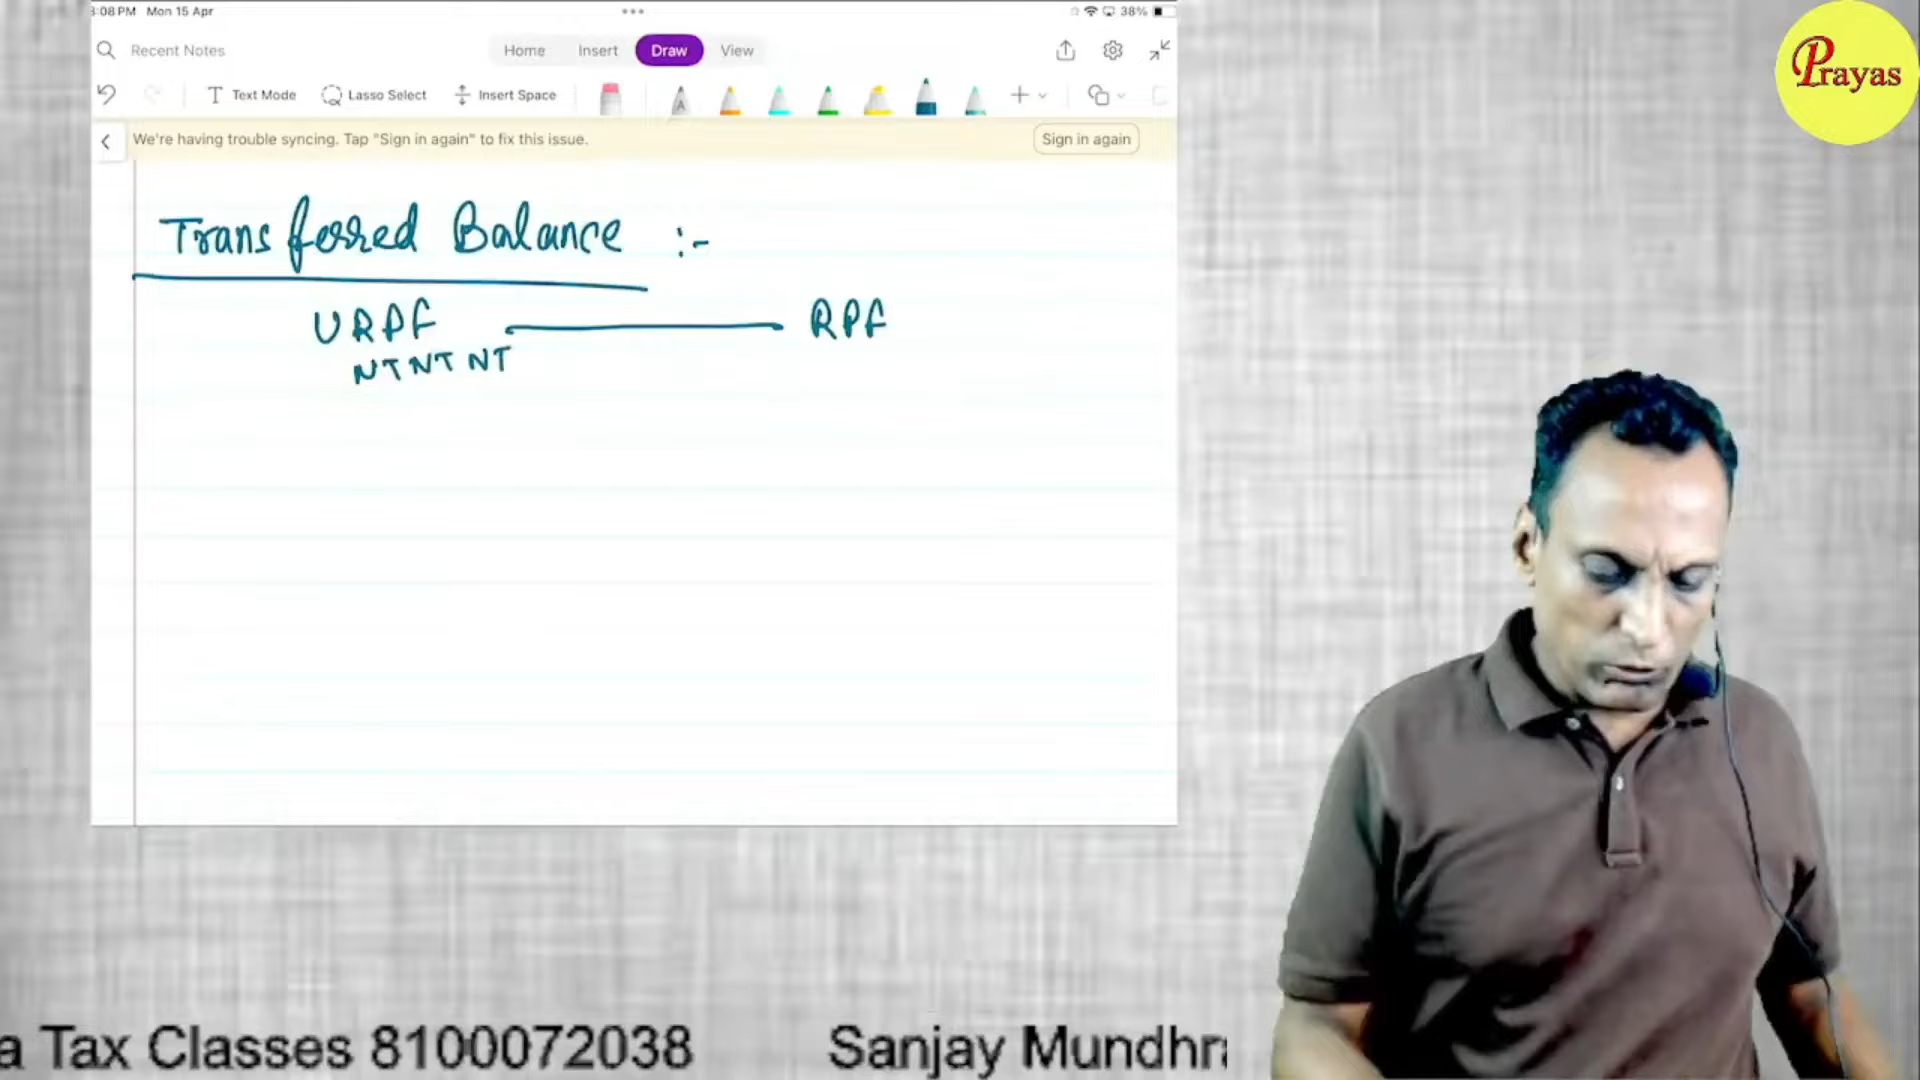 3:08 PM Mon 15 Apr 38%
Prayas
Recent Notes Home Insert Draw View
Text Mode Lasso Select Insert Space
We're having trouble syncing. Tap "Sign in again" to fix this issue. Sign in again
Transferred Balance :-
URPF RPF
NT NT NT
a Tax Classes 8100072038 Sanjay Mundhra